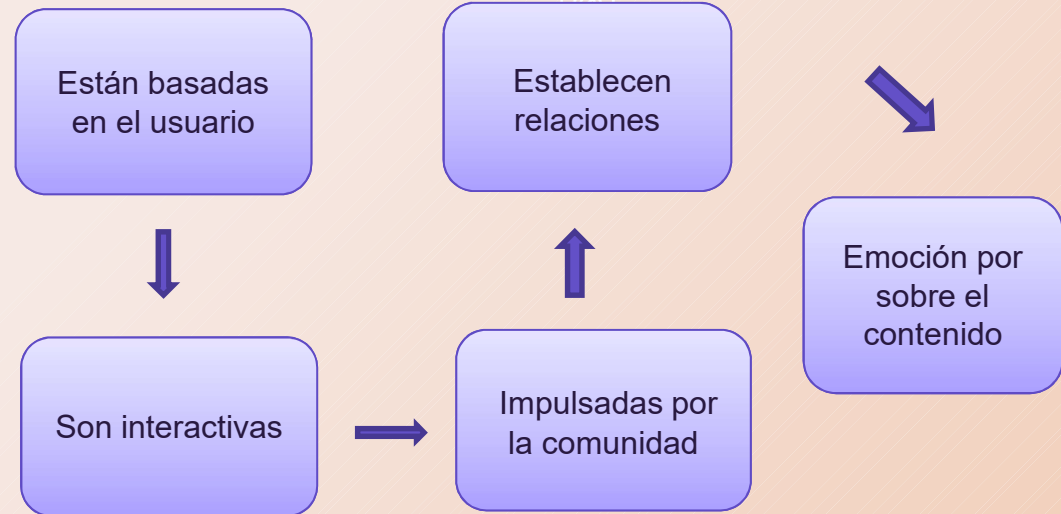 Están basadas
en el usuario
Son interactivas
Impulsadas por
la comunidad
Establecen
relaciones
Emoción por
sobre el
contenido